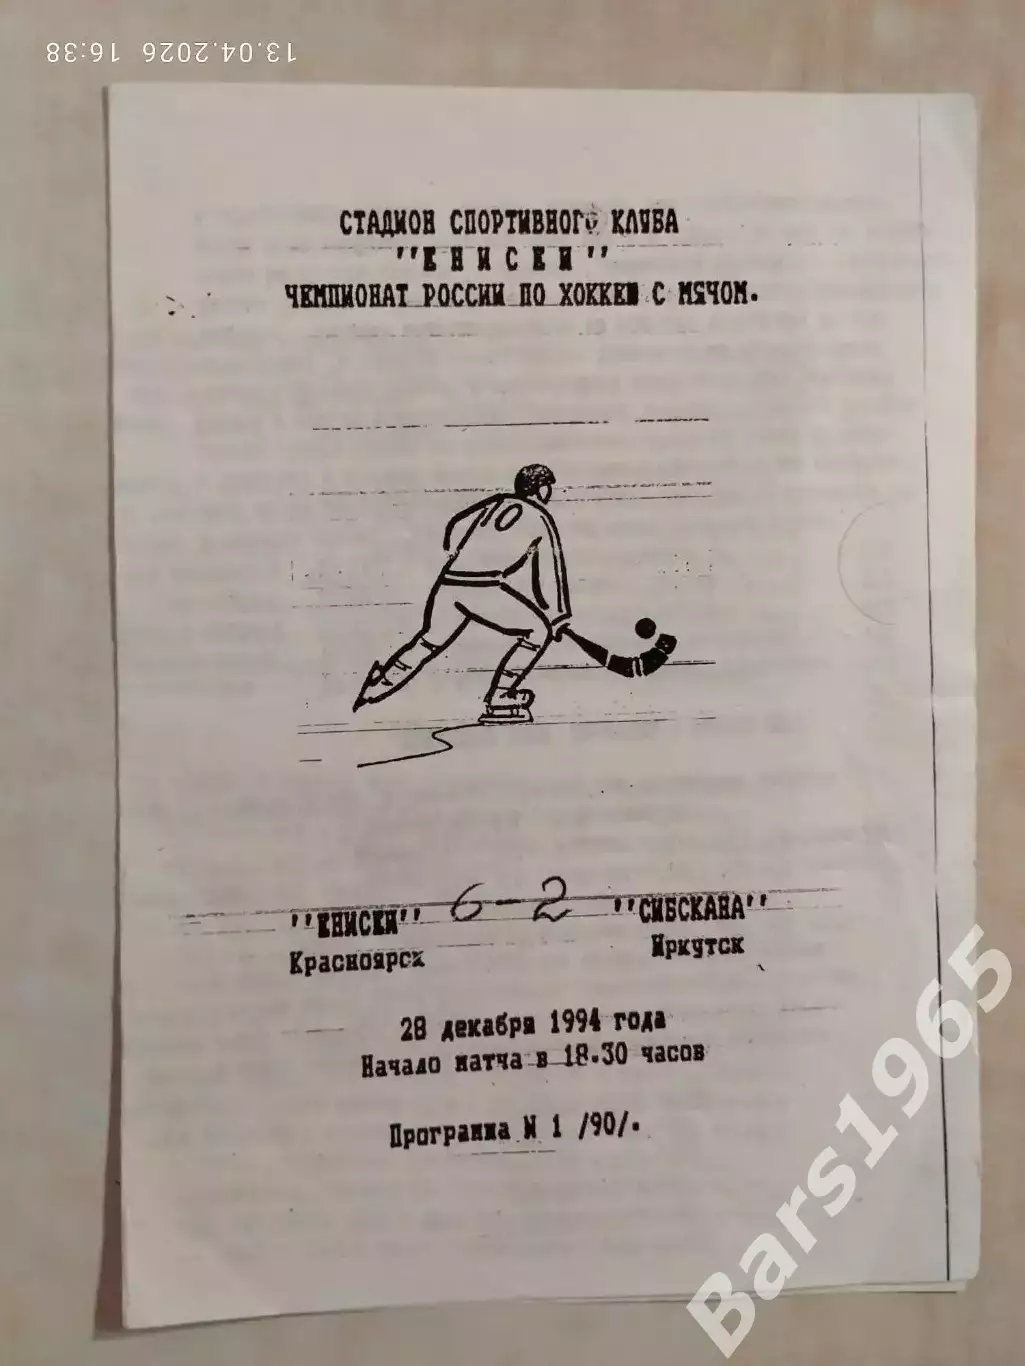 13.04.2026 16:38
СТАДИОН СПОРТИВНОГО КЛУБА
''ЕНИСЕЙ''
ЧЕМПИОНАТ РОССИИ ПО ХОККЕЮ С МЯЧОМ.
10
''ЕНИСЕЙ'' 6-2 ''СИБСКАНА''
Красноярск Иркутск
28 декабря 1994 года
Начало матча в 18.30 часов
Программа N 1 /90/.
Bars1965